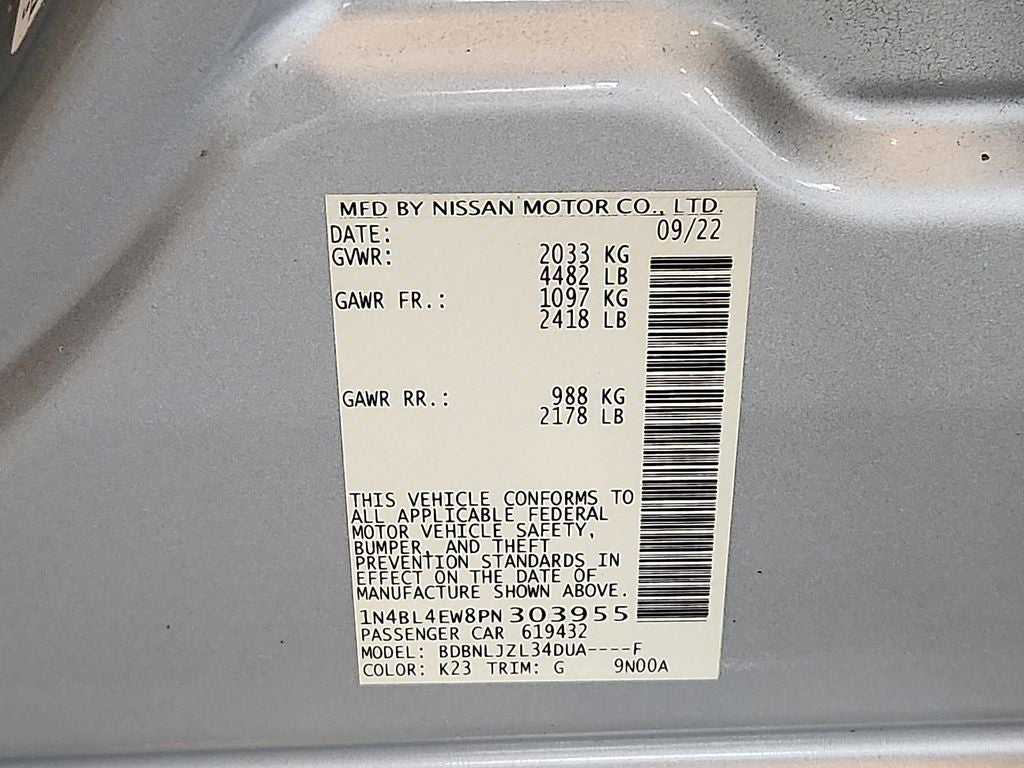 MFD BY NISSAN MOTOR CO., LTD.
DATE: 09/22
GVWR: 2033 KG
4482 LB
GAWR FR.: 1097 KG
2418 LB
GAWR RR.: 988 KG
2178 LB
THIS VEHICLE CONFORMS TO
ALL APPLICABLE FEDERAL
MOTOR VEHICLE SAFETY,
BUMPER, AND THEFT
PREVENTION STANDARDS IN
EFFECT ON THE DATE OF
MANUFACTURE SHOWN ABOVE.
1N4BL4EW8PN303955
PASSENGER CAR 619432
MODEL: BDBNLJZL34DUA----F
COLOR: K23 TRIM: G 9N00A